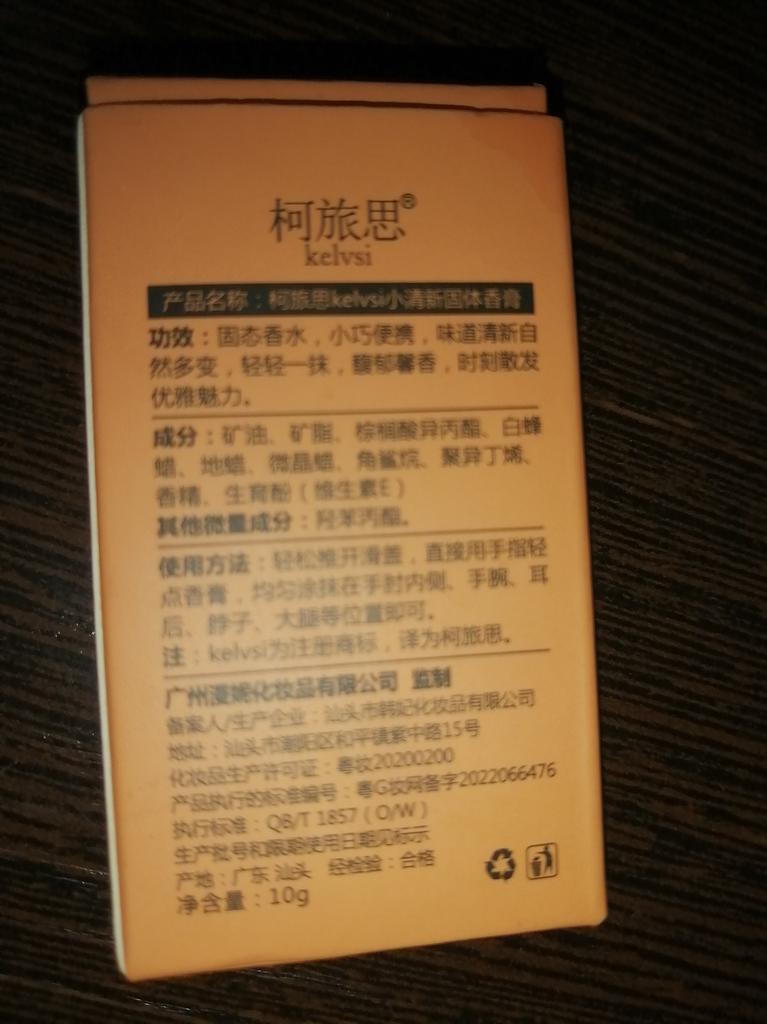 柯旅思®
kelvsi
产品名称：柯旅思kelvsi小清新固体香膏
功效：固态香水，小巧便携，味道清新自
然多变，轻轻一抹，馥郁馨香，时刻散发
优雅魅力。
成分：矿油、矿脂、棕榈酸异丙酯、白蜂
蜡、地蜡、微晶蜡、角鲨烷、聚异丁烯、
香精、生育酚（维生素E）
其他微量成分：羟苯丙酯。
使用方法：轻松推开滑盖，直接用手指轻
点香膏，均匀涂抹在手肘内侧、手腕、耳
后、脖子、大腿等位置即可。
注：kelvsi为注册商标，译为柯旅思。
广州漫妮化妆品有限公司 监制
备案人/生产企业：汕头市韩妃化妆品有限公司
地址：汕头市潮阳区和平镇紫中路15号
化妆品生产许可证：粤妆20200200
产品执行的标准编号：粤G妆网备字2022066476
执行标准：QB/T 1857（O/W）
生产批号和限期使用日期见标示
产地：广东 汕头 经检验：合格
净含量：10g